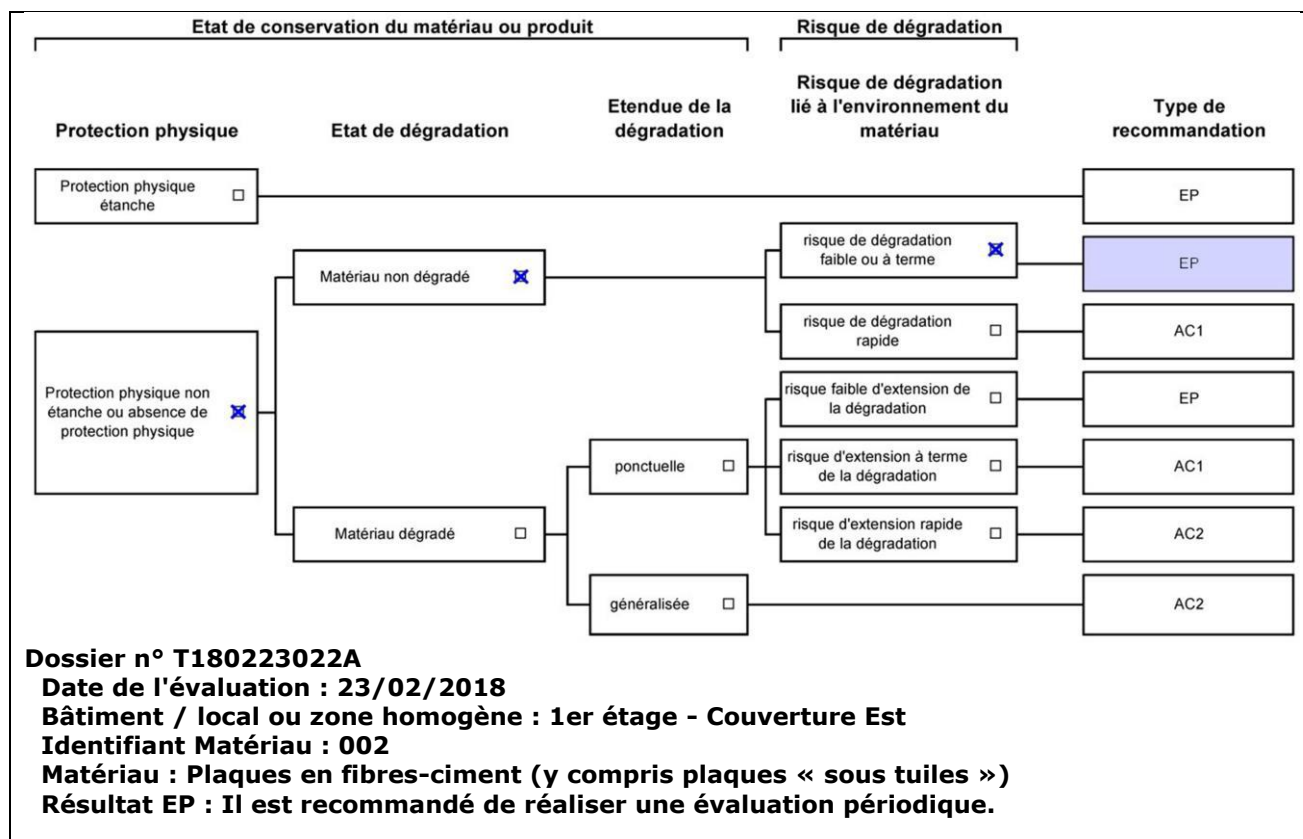 Etat de conservation du matériau ou produit
Risque de dégradation
Protection physique
Etat de dégradation
Etendue de la
dégradation
Risque de dégradation
lié à l'environnement du
matériau
Type de
recommandation
Protection physique
étanche
EP
risque de dégradation
faible ou à terme
EP
Matériau non dégradé
risque de dégradation
rapide
AC1
Protection physique non
étanche ou absence de
protection physique
risque faible d'extension de
la dégradation
EP
ponctuelle
risque d'extension à terme
de la dégradation
AC1
Matériau dégradé
risque d'extension rapide
de la dégradation
AC2
généralisée
AC2
Dossier n° T180223022A
Date de l'évaluation : 23/02/2018
Bâtiment / local ou zone homogène : 1er étage - Couverture Est
Identifiant Matériau : 002
Matériau : Plaques en fibres-ciment (y compris plaques « sous tuiles »)
Résultat EP : Il est recommandé de réaliser une évaluation périodique.